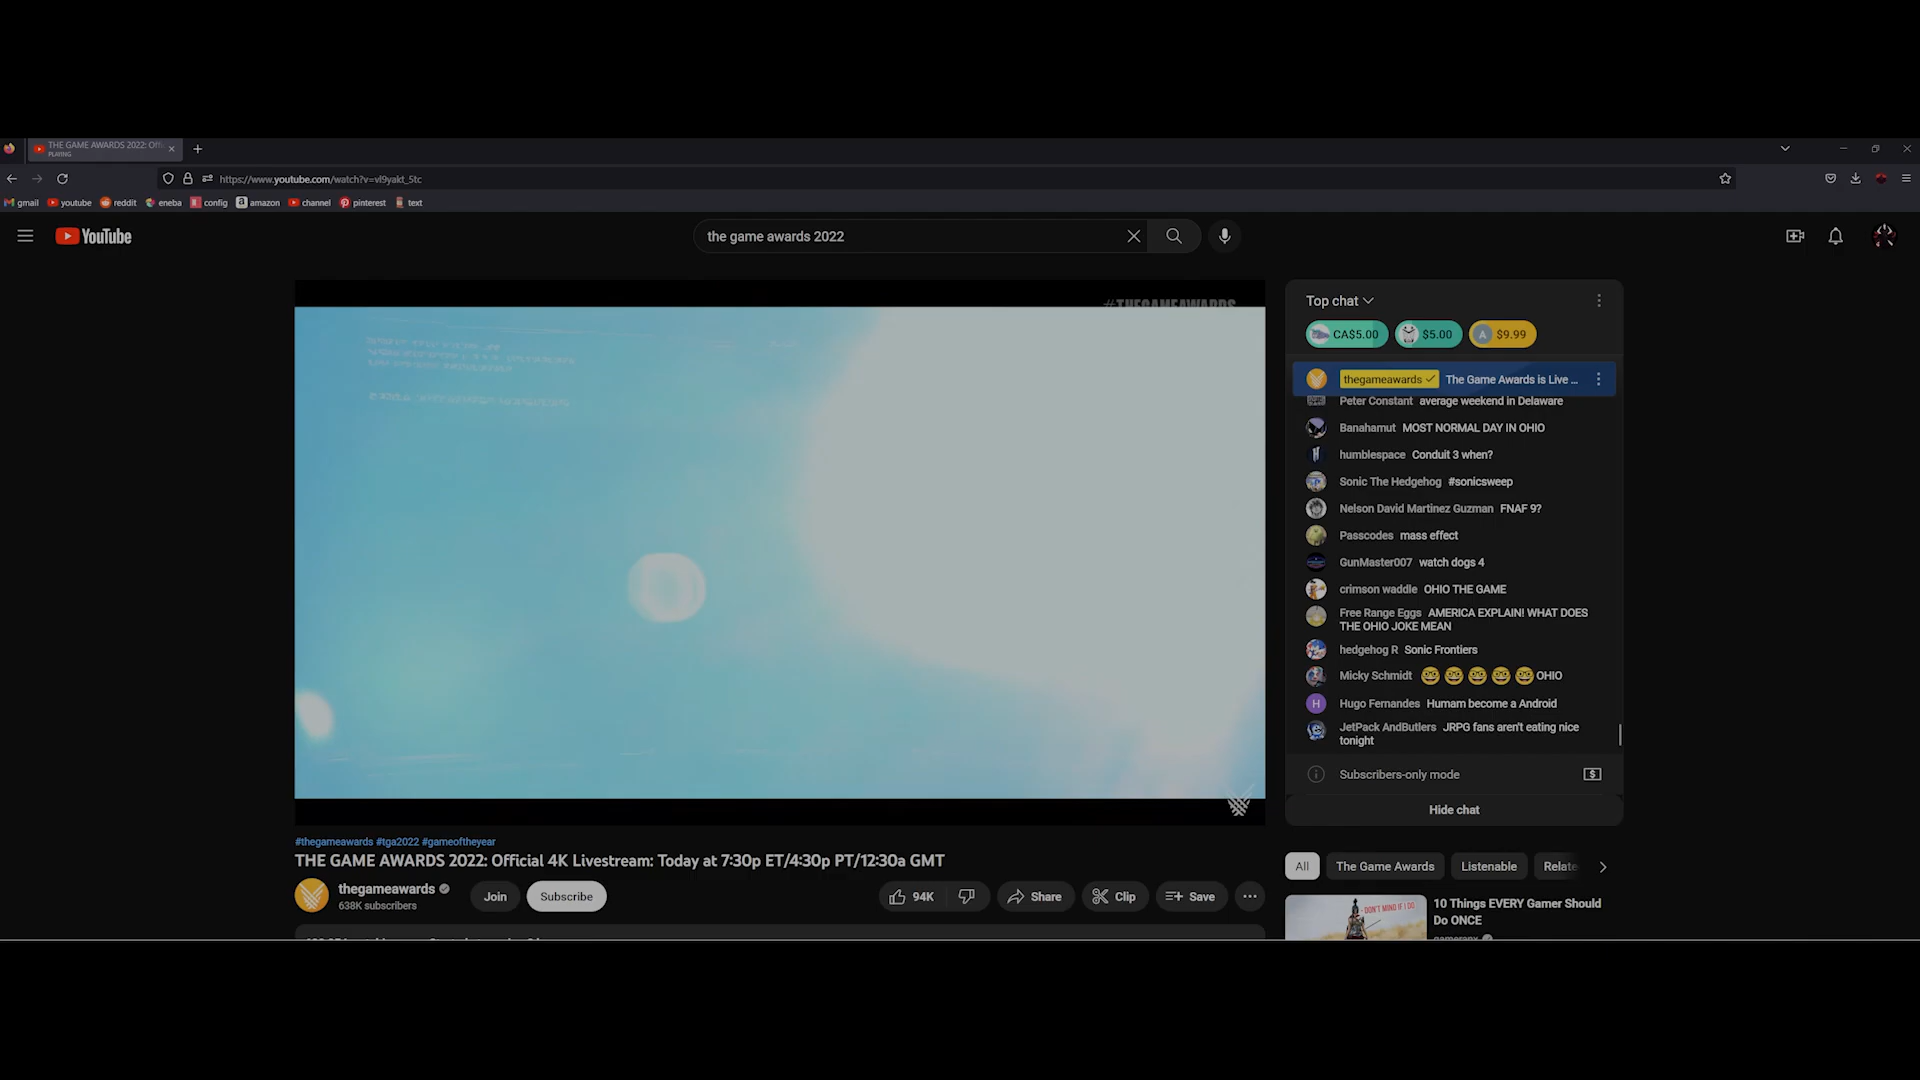 THE GAME AWARDS 2022: Offi
PLAYING
https://www.youtube.com/watch?v=vl9yakt_5tc
gmail youtube reddit eneba config amazon channel pinterest text
YouTube
the game awards 2022
#THEGAMEAWARDS
Top chat
CA$5.00 $5.00 A $9.99
thegameawards The Game Awards is Live ...
Peter Constant average weekend in Delaware
Banahamut MOST NORMAL DAY IN OHIO
humblespace Conduit 3 when?
Sonic The Hedgehog #sonicsweep
Nelson David Martinez Guzman FNAF 9?
Passcodes mass effect
GunMaster007 watch dogs 4
crimson waddle OHIO THE GAME
Free Range Eggs AMERICA EXPLAIN! WHAT DOES
THE OHIO JOKE MEAN
hedgehog R Sonic Frontiers
Micky Schmidt 🤓🤓🤓🤓🤓OHIO
H Hugo Fernandes Humam become a Android
JetPack AndButlers JRPG fans aren't eating nice
tonight
Subscribers-only mode
Hide chat
#thegameawards #tga2022 #gameoftheyear
THE GAME AWARDS 2022: Official 4K Livestream: Today at 7:30p ET/4:30p PT/12:30a GMT
thegameawards
638K subscribers
Join Subscribe 94K Share Clip Save ...
All The Game Awards Listenable Relate
10 Things EVERY Gamer Should
Do ONCE
gameranx
- DON'T MIND IF I DO